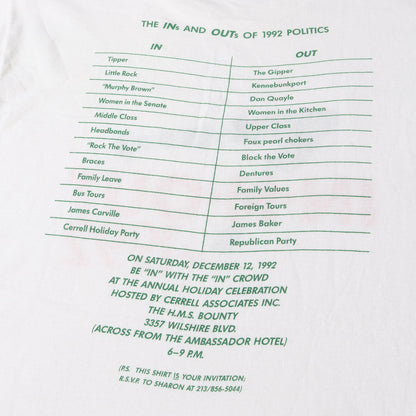 THE INs AND OUTs OF 1992 POLITICS
IN OUT
Tipper The Gipper
Little Rock Kennebunkport
"Murphy Brown" Dan Quayle
Women in the Senate Women in the Kitchen
Middle Class Upper Class
Headbands Faux pearl chokers
"Rock The Vote" Block the Vote
Braces Dentures
Family Leave Family Values
Bus Tours Foreign Tours
James Carville James Baker
Cerrell Holiday Party Republican Party
ON SATURDAY, DECEMBER 12, 1992
BE "IN" WITH THE "IN" CROWD
AT THE ANNUAL HOLIDAY CELEBRATION
HOSTED BY CERRELL ASSOCIATES INC.
THE H.M.S. BOUNTY
3357 WILSHIRE BLVD.
(ACROSS FROM THE AMBASSADOR HOTEL)
6–9 P.M.
(P.S. THIS SHIRT IS YOUR INVITATION;
R.S.V.P. TO SHARON AT 213/856-5044)